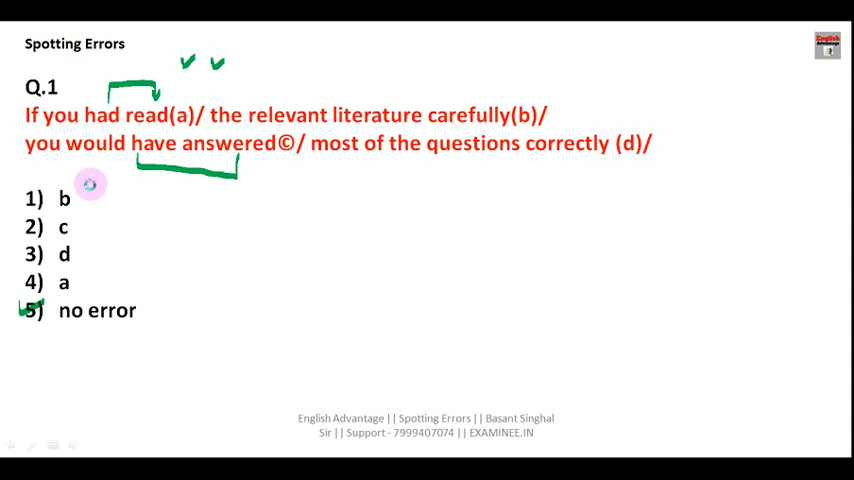 Spotting Errors
English
Advantage
Q.1
If you had read(a)/ the relevant literature carefully(b)/
you would have answered©/ most of the questions correctly (d)/
1) b
2) c
3) d
4) a
5) no error
English Advantage || Spotting Errors || Basant Singhal
Sir || Support - 7999407074 || EXAMINEE.IN